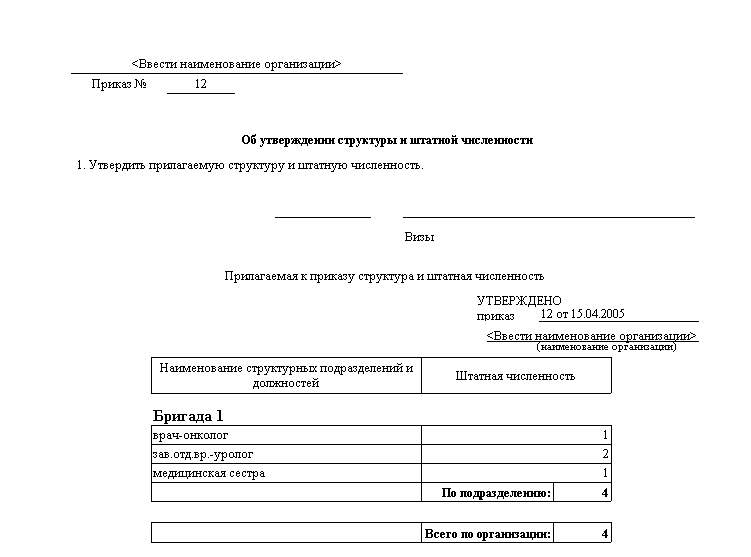 <Ввести наименование организации>
Приказ № 12
Об утверждении структуры и штатной численности
1. Утвердить прилагаемую структуру и штатную численность.
Визы
Прилагаемая к приказу структура и штатная численность
УТВЕРЖДЕНО
приказ 12 от 15.04.2005
<Ввести наименование организации>
(наименование организации)
Наименование структурных подразделений и должностей Штатная численность
Бригада 1
врач-онколог 1
зав.отд.вр.-уролог 2
медицинская сестра 1
По подразделению: 4
Всего по организации: 4